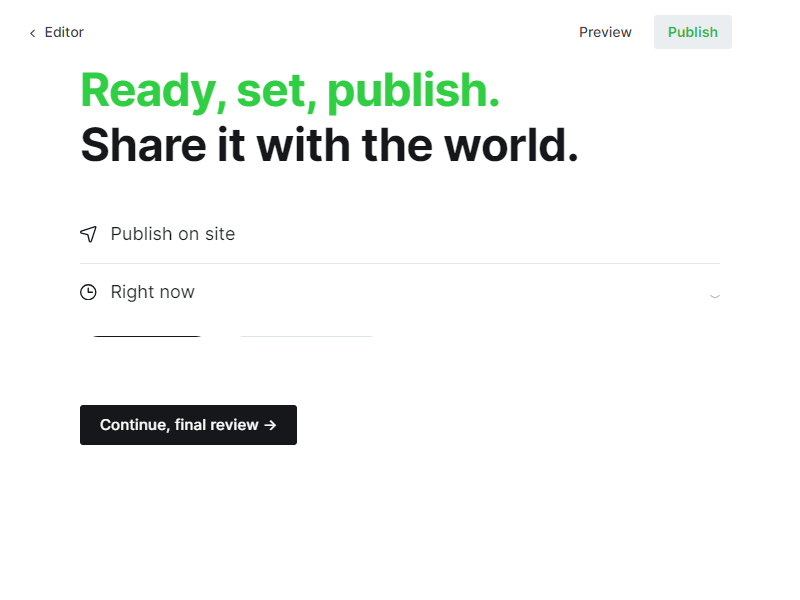 Editor
Preview
Publish
Ready, set, publish.
Share it with the world.
Publish on site
Right now
Continue, final review →